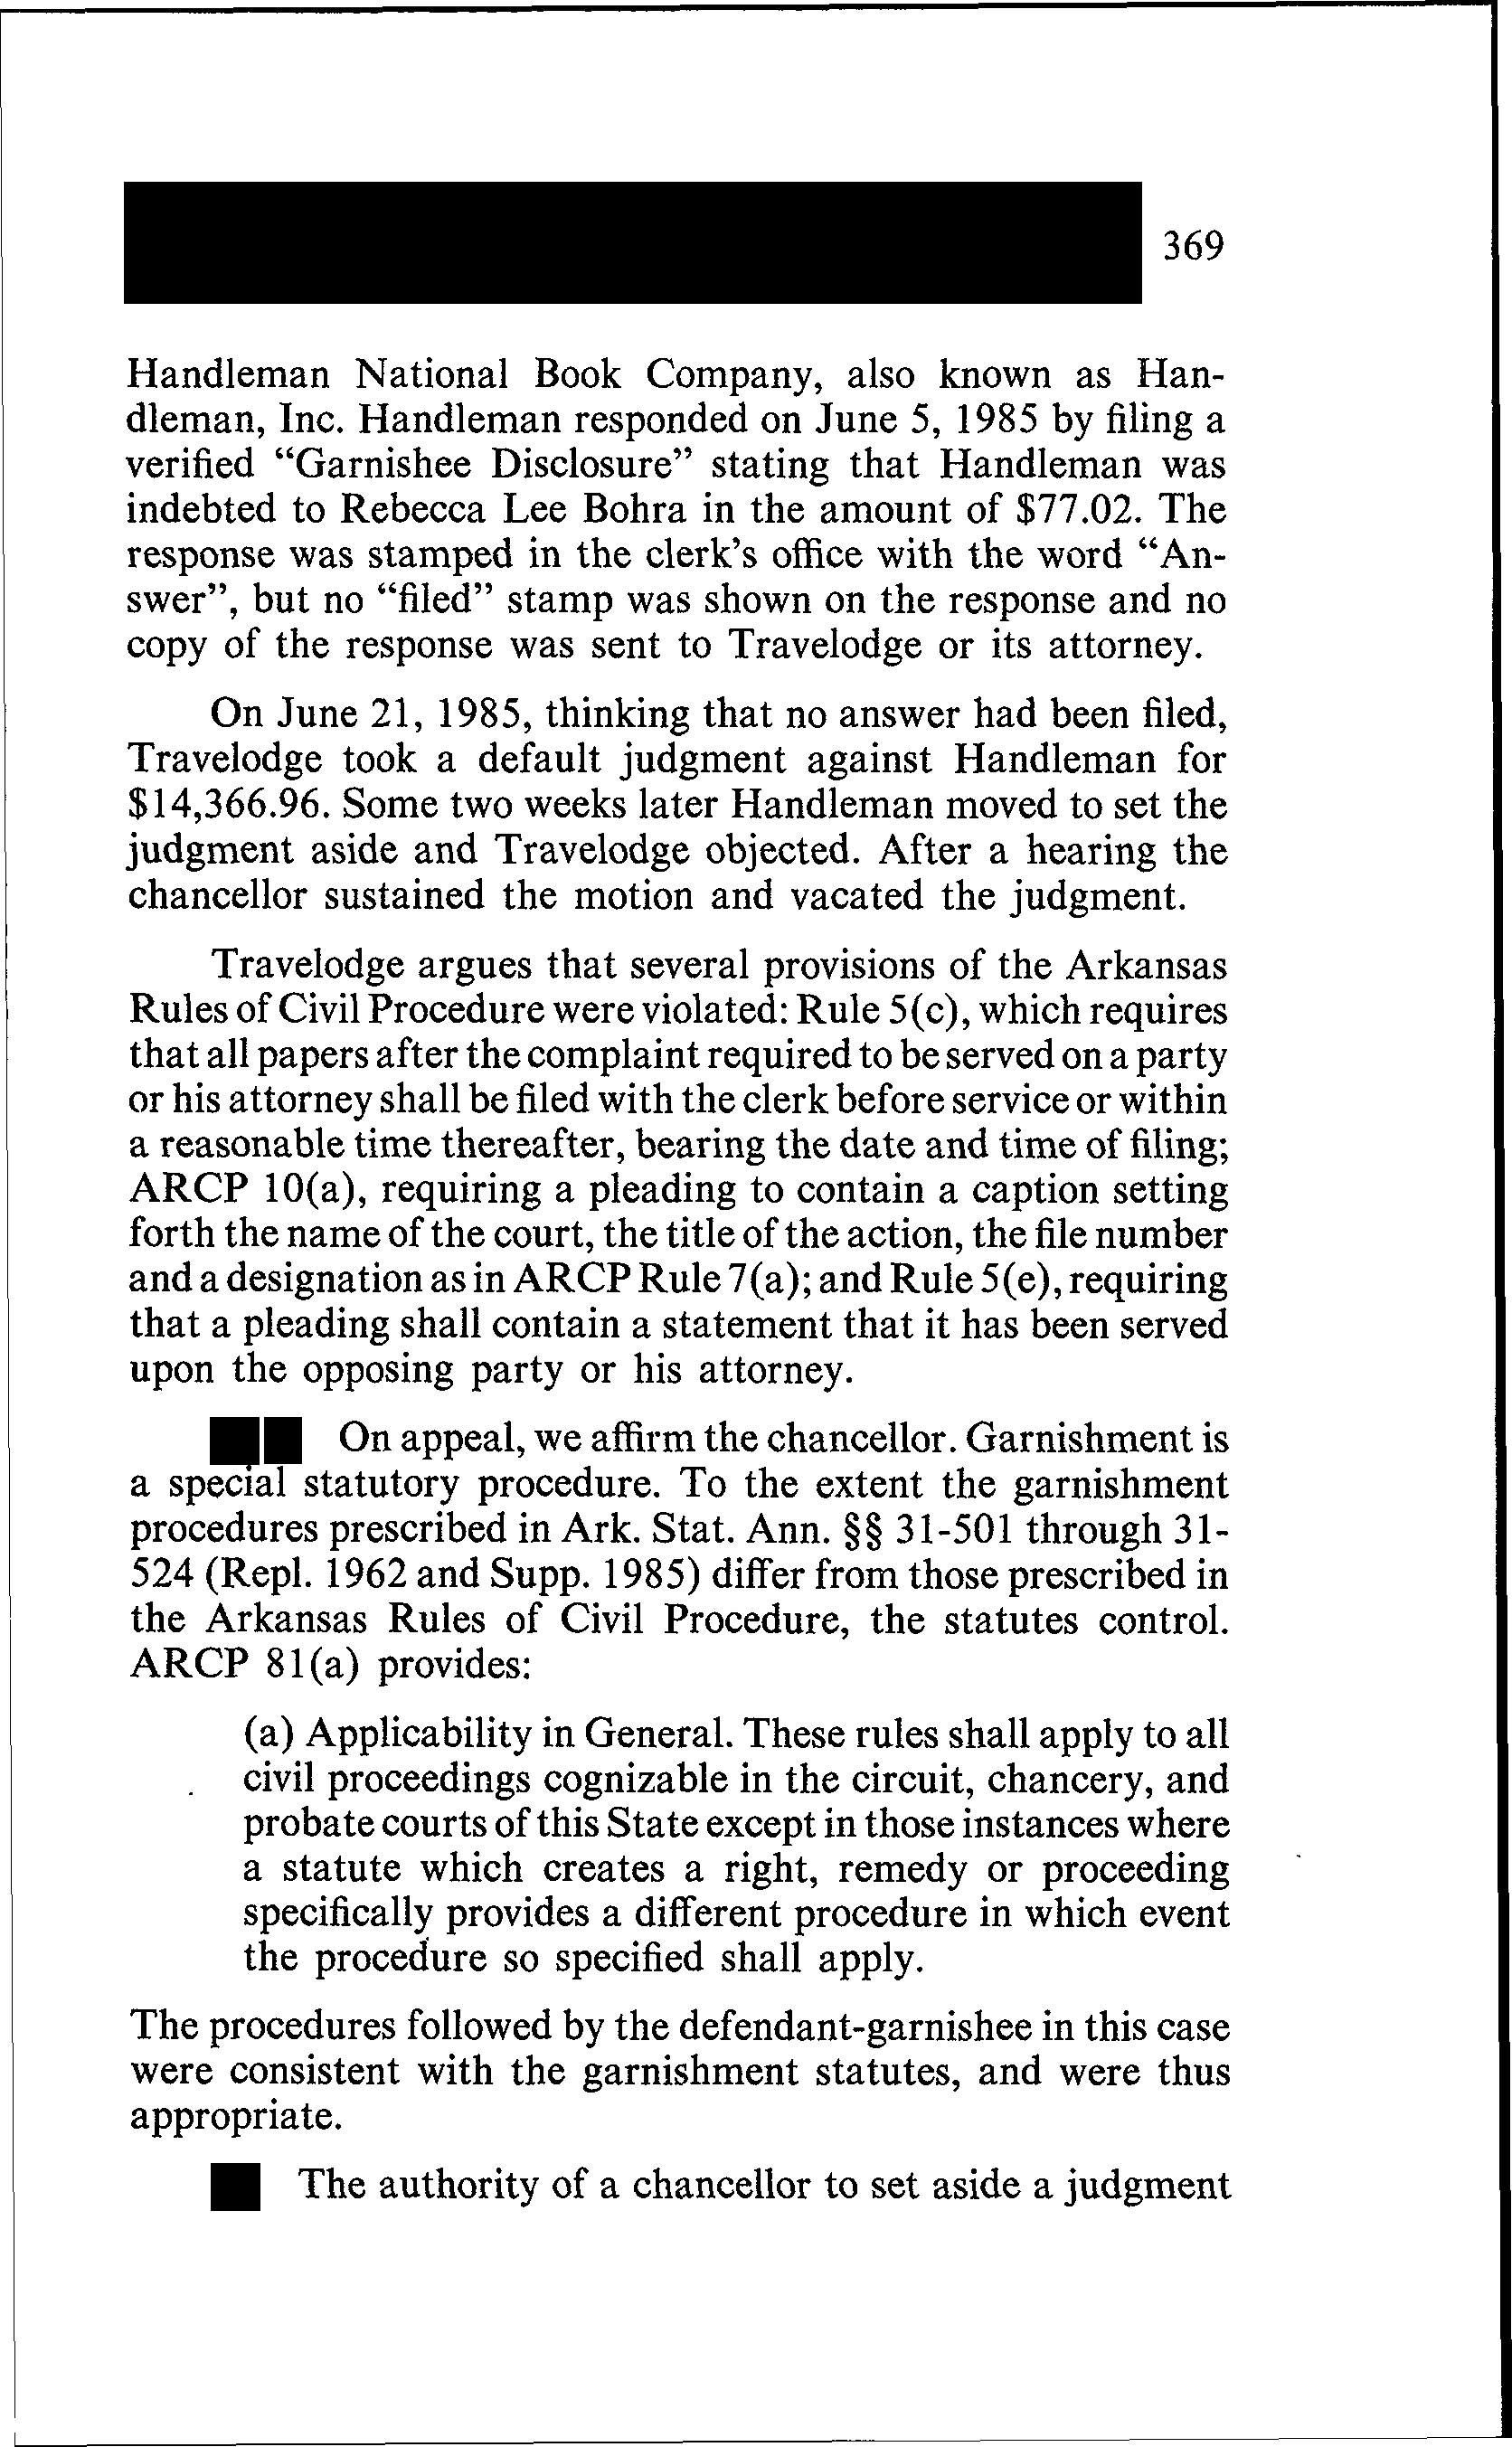 369
Handleman National Book Company, also known as Han-
dleman, Inc. Handleman responded on June 5, 1985 by filing a
verified “Garnishee Disclosure” stating that Handleman was
indebted to Rebecca Lee Bohra in the amount of $77.02. The
response was stamped in the clerk’s office with the word “An-
swer”, but no “filed” stamp was shown on the response and no
copy of the response was sent to Travelodge or its attorney.
On June 21, 1985, thinking that no answer had been filed,
Travelodge took a default judgment against Handleman for
$14,366.96. Some two weeks later Handleman moved to set the
judgment aside and Travelodge objected. After a hearing the
chancellor sustained the motion and vacated the judgment.
Travelodge argues that several provisions of the Arkansas
Rules of Civil Procedure were violated: Rule 5(c), which requires
that all papers after the complaint required to be served on a party
or his attorney shall be filed with the clerk before service or within
a reasonable time thereafter, bearing the date and time of filing;
ARCP 10(a), requiring a pleading to contain a caption setting
forth the name of the court, the title of the action, the file number
and a designation as in ARCP Rule 7(a); and Rule 5(e), requiring
that a pleading shall contain a statement that it has been served
upon the opposing party or his attorney.
On appeal, we affirm the chancellor. Garnishment is
a special statutory procedure. To the extent the garnishment
procedures prescribed in Ark. Stat. Ann. §§ 31-501 through 31-
524 (Repl. 1962 and Supp. 1985) differ from those prescribed in
the Arkansas Rules of Civil Procedure, the statutes control.
ARCP 81(a) provides:
(a) Applicability in General. These rules shall apply to all
civil proceedings cognizable in the circuit, chancery, and
probate courts of this State except in those instances where
a statute which creates a right, remedy or proceeding
specifically provides a different procedure in which event
the procedure so specified shall apply.
The procedures followed by the defendant-garnishee in this case
were consistent with the garnishment statutes, and were thus
appropriate.
The authority of a chancellor to set aside a judgment